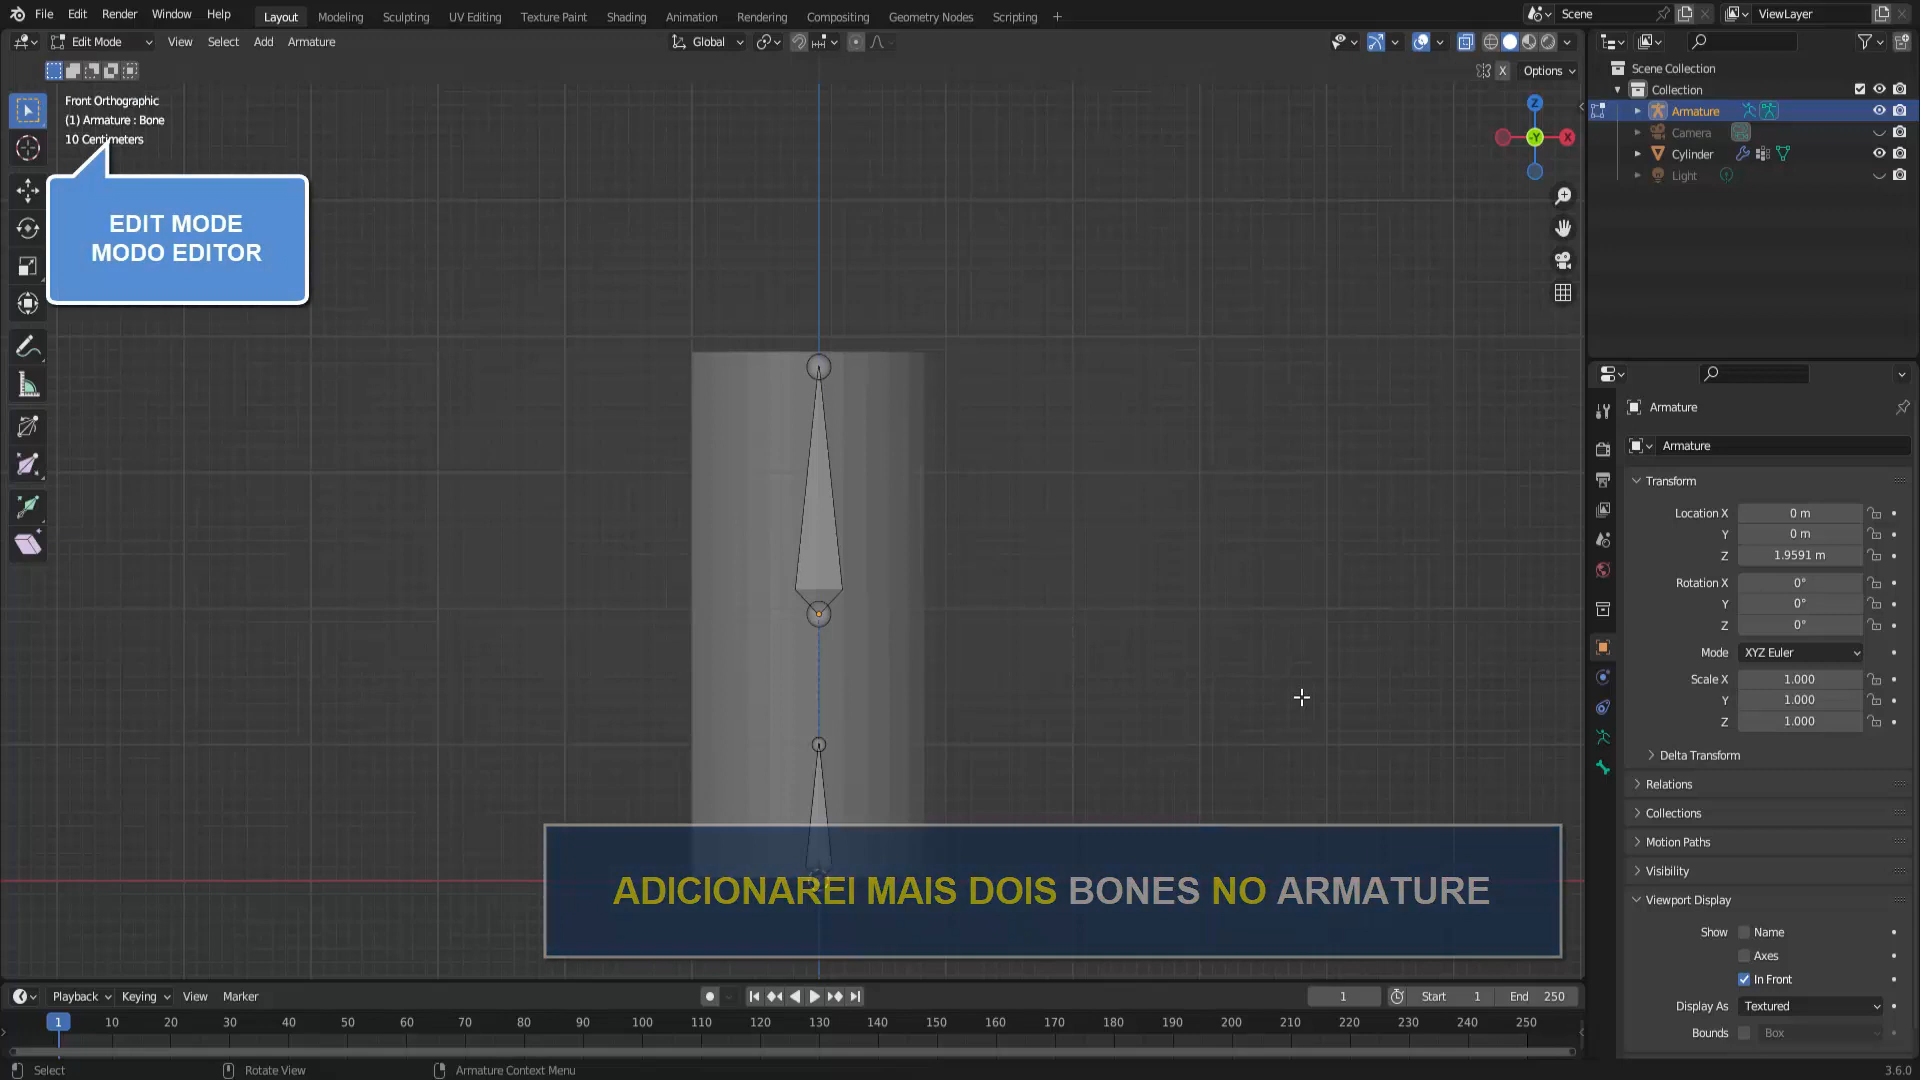 File Edit Render Window Help Layout Modeling Sculpting UV Editing Texture Paint Shading Animation Rendering Compositing Geometry Nodes Scripting + Scene ViewLayer
Edit Mode View Select Add Armature Global
X Options
Front Orthographic
(1) Armature : Bone
10 Centimeters
EDIT MODE
MODO EDITOR
Z
-Y
X
ADICIONAREI MAIS DOIS BONES NO ARMATURE
Scene Collection
Collection
Armature
Camera
Cylinder
Light
Armature
Armature
Transform
Location X 0 m
Y 0 m
Z 1.9591 m
Rotation X 0°
Y 0°
Z 0°
Mode XYZ Euler
Scale X 1.000
Y 1.000
Z 1.000
Delta Transform
Relations
Collections
Motion Paths
Visibility
Viewport Display
Show Name
Axes
In Front
Display As Textured
Bounds Box
Playback Keying View Marker 1 Start 1 End 250
1 10 20 30 40 50 60 70 80 90 100 110 120 130 140 150 160 170 180 190 200 210 220 230 240 250
Select Rotate View Armature Context Menu 3.6.0